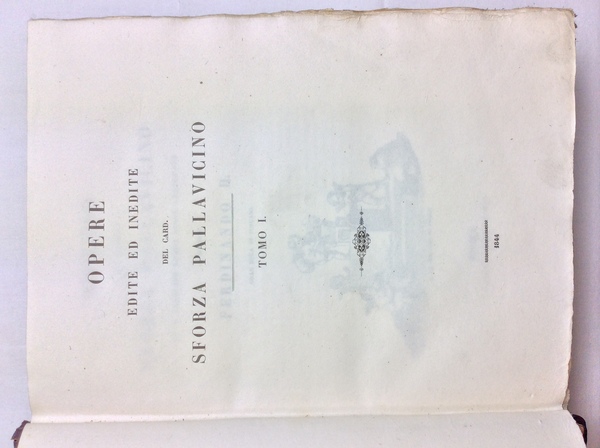 OPERE
EDITE ED INEDITE
DEL CARD.
SFORZA PALLAVICINO
TOMO I.
1844